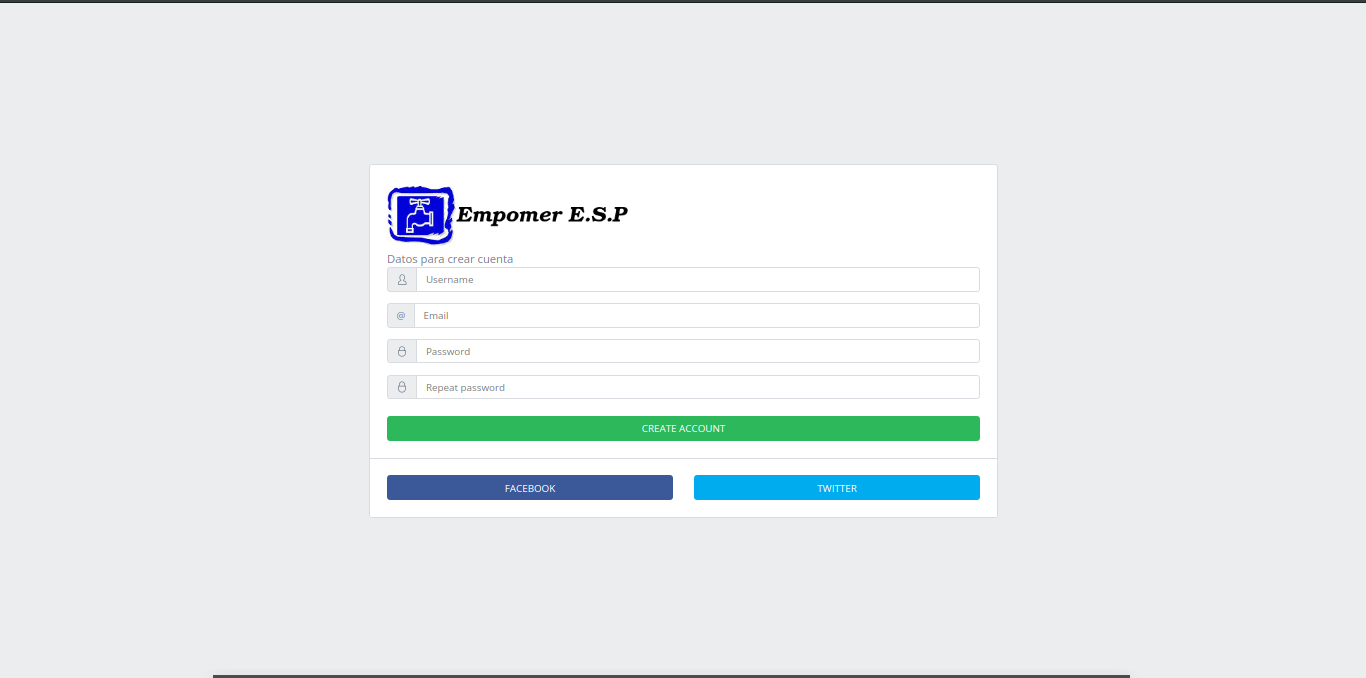 Empomer E.S.P
Datos para crear cuenta
Username
@ Email
Password
Repeat password
CREATE ACCOUNT
FACEBOOK
TWITTER